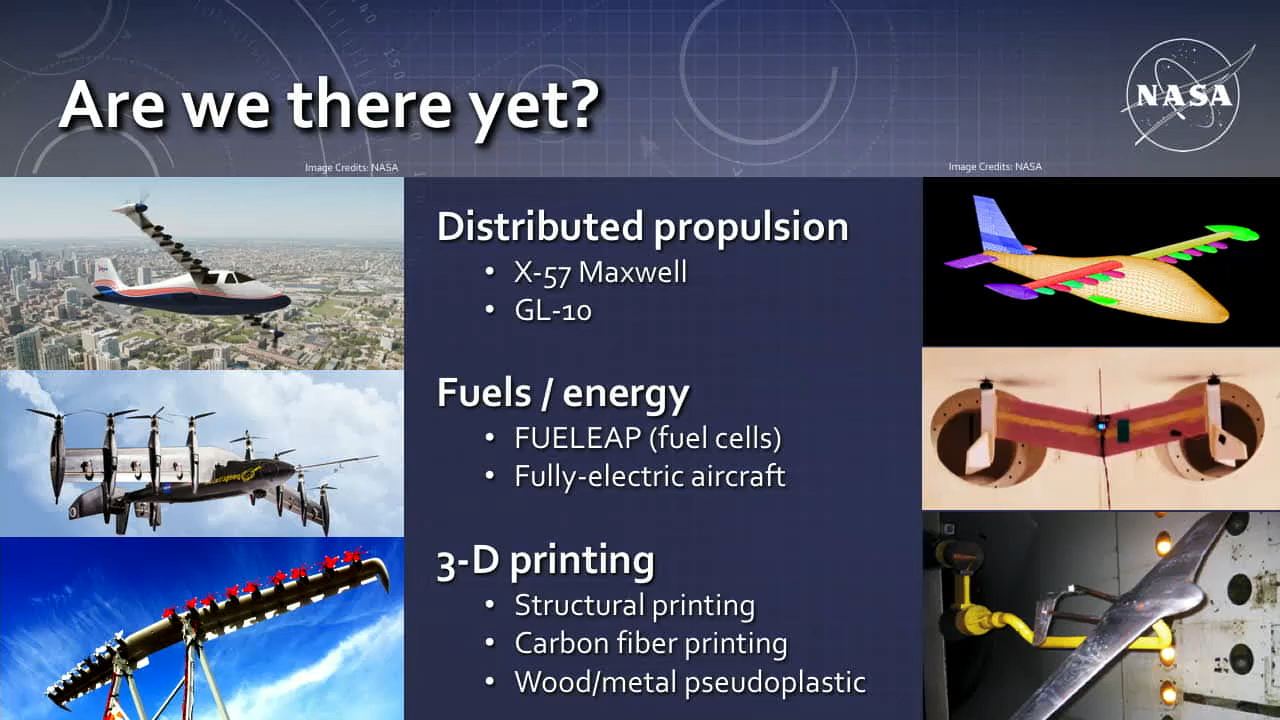 Are we there yet?
NASA
Image Credits: NASA
Image Credits: NASA
Distributed propulsion
• X-57 Maxwell
• GL-10
Fuels / energy
• FUELEAP (fuel cells)
• Fully-electric aircraft
3-D printing
• Structural printing
• Carbon fiber printing
• Wood/metal pseudoplastic